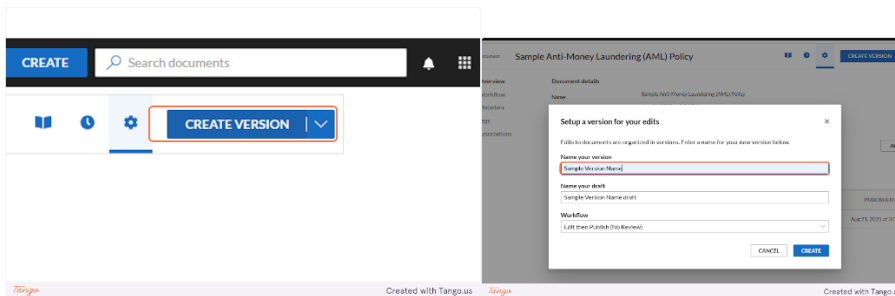 CREATE
Search documents
CREATE VERSION
Tango
Created with Tango.us
Sample Anti-Money Laundering (AML) Policy
CREATE VERSION
Document details
Name
Sample Anti-Money Laundering (AML) Policy
Setup a version for your edits
Edits to documents are organized in versions. Enter a name for your new version below.
Name your version
Sample Version Name
Name your draft
Sample Version Name draft
Workflow
Edit then Publish (No Review)
CANCEL
CREATE
PUBLISHED
Tango
Created with Tango.u